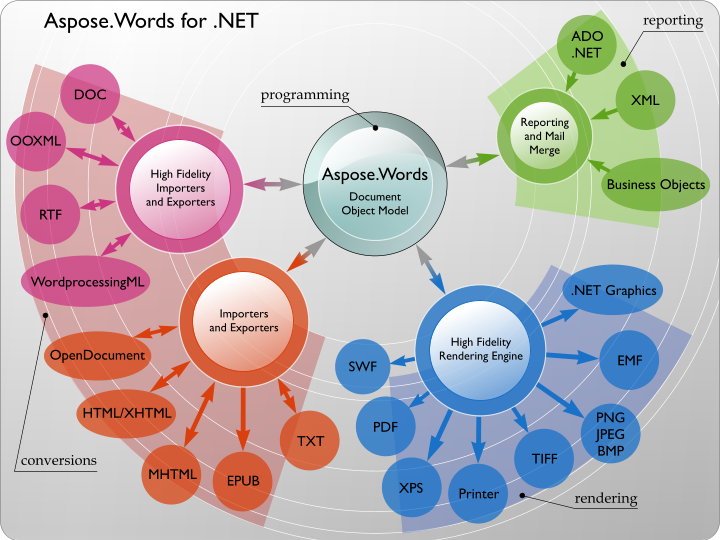 Aspose.Words for .NET
reporting
ADO
.NET
XML
Business Objects
Reporting
and Mail
Merge
programming
Aspose.Words
Document
Object Model
DOC
OOXML
RTF
WordprocessingML
High Fidelity
Importers
and Exporters
Importers
and Exporters
OpenDocument
HTML/XHTML
MHTML
EPUB
TXT
conversions
High Fidelity
Rendering Engine
.NET Graphics
EMF
PNG
JPEG
BMP
TIFF
Printer
XPS
PDF
SWF
rendering